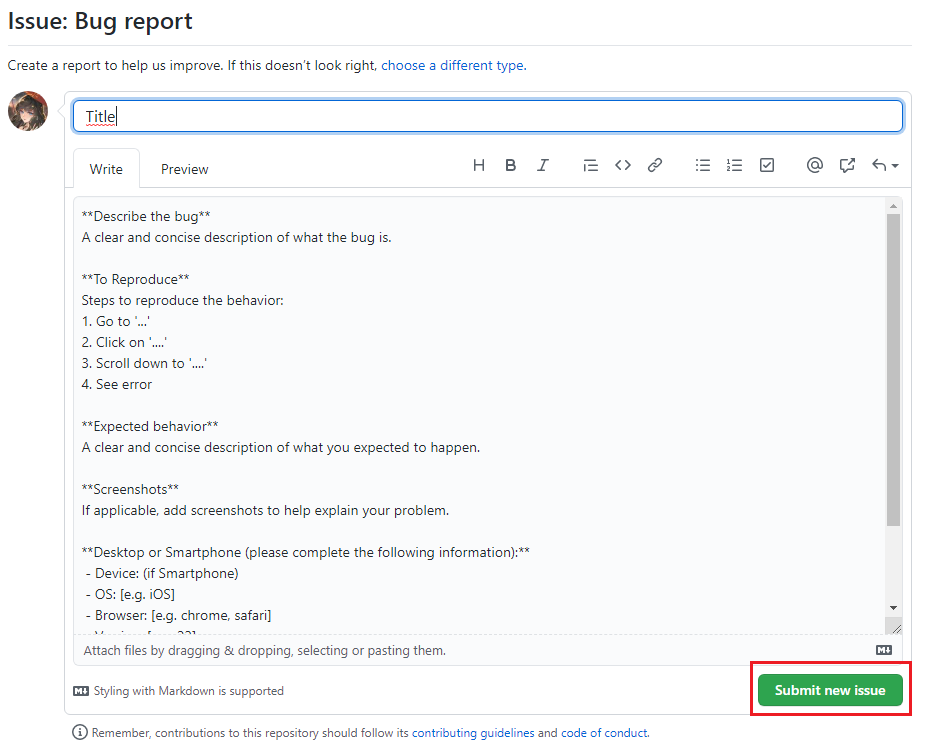 Issue: Bug report
Create a report to help us improve. If this doesn't look right, choose a different type.
Title
Write Preview
**Describe the bug**
A clear and concise description of what the bug is.
**To Reproduce**
Steps to reproduce the behavior:
1. Go to '...'
2. Click on '....'
3. Scroll down to '....'
4. See error
**Expected behavior**
A clear and concise description of what you expected to happen.
**Screenshots**
If applicable, add screenshots to help explain your problem.
**Desktop or Smartphone (please complete the following information):**
- Device: (if Smartphone)
- OS: [e.g. iOS]
- Browser: [e.g. chrome, safari]
Attach files by dragging & dropping, selecting or pasting them.
Styling with Markdown is supported
Submit new issue
Remember, contributions to this repository should follow its contributing guidelines and code of conduct.